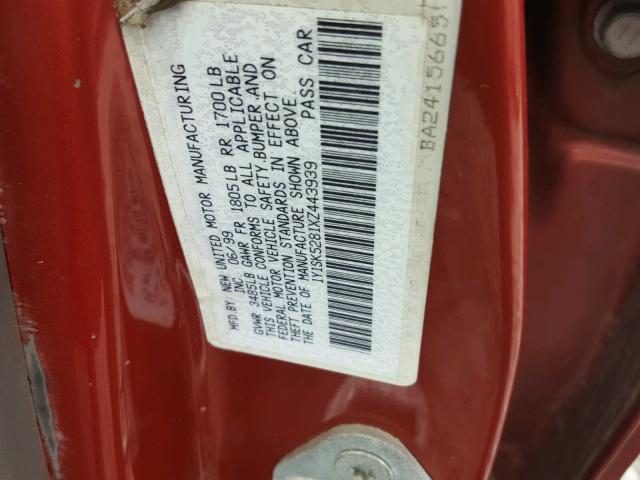 MFD.BY: NEW UNITED MOTOR MANUFACTURING
INC. 06/99
GVWR 3485LB GAWR FR 1805LB RR 1700LB
THIS VEHICLE CONFORMS TO ALL APPLICABLE
FEDERAL MOTOR VEHICLE SAFETY, BUMPER, AND
THEFT PREVENTION STANDARDS IN EFFECT ON
THE DATE OF MANUFACTURE SHOWN ABOVE.
1Y1SK5281XZ443939 PASS CAR